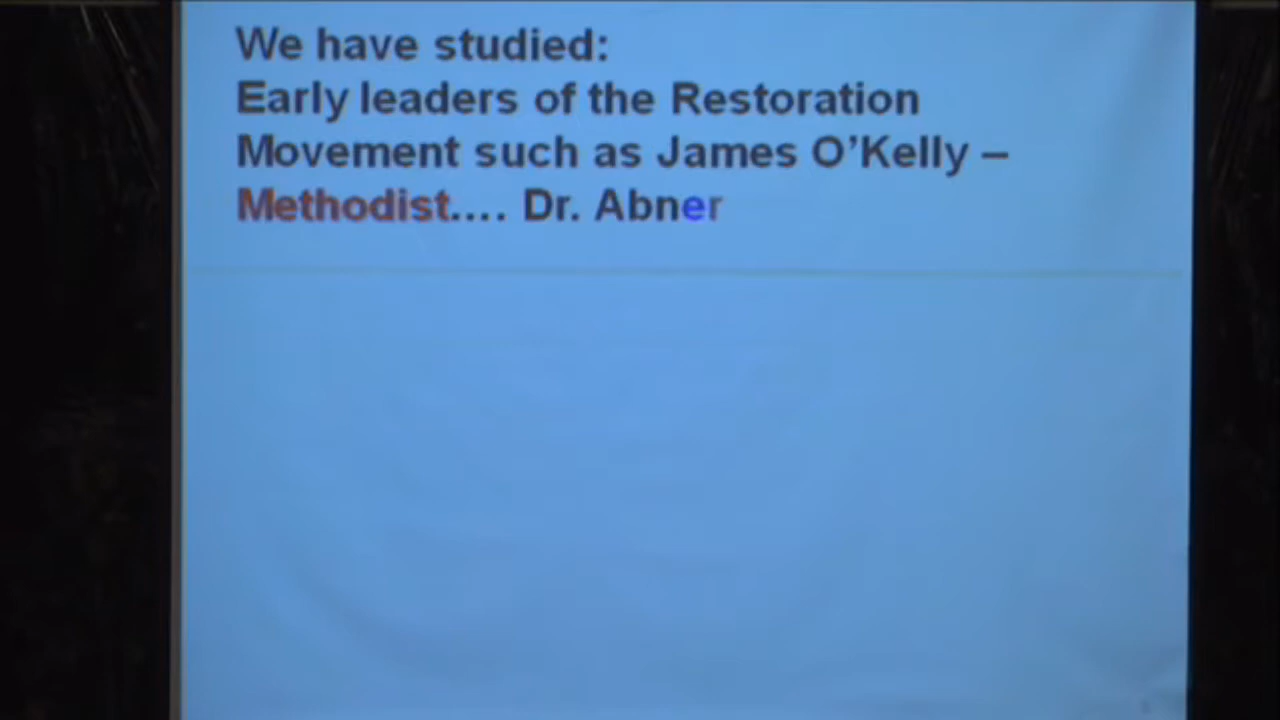 We have studied:
Early leaders of the Restoration
Movement such as James O’Kelly –
Methodist…. Dr. Abner